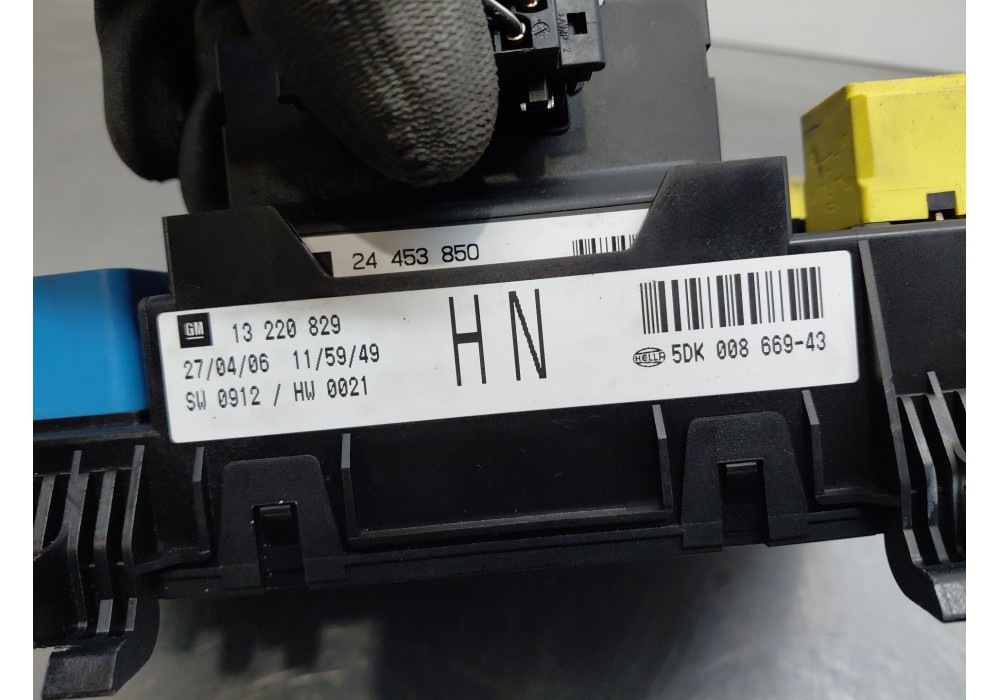 24 453 850
GM 13 220 829
27/04/06 11/59/49
SW 0912 / HW 0021
HN
HELLA 5DK 008 669-43